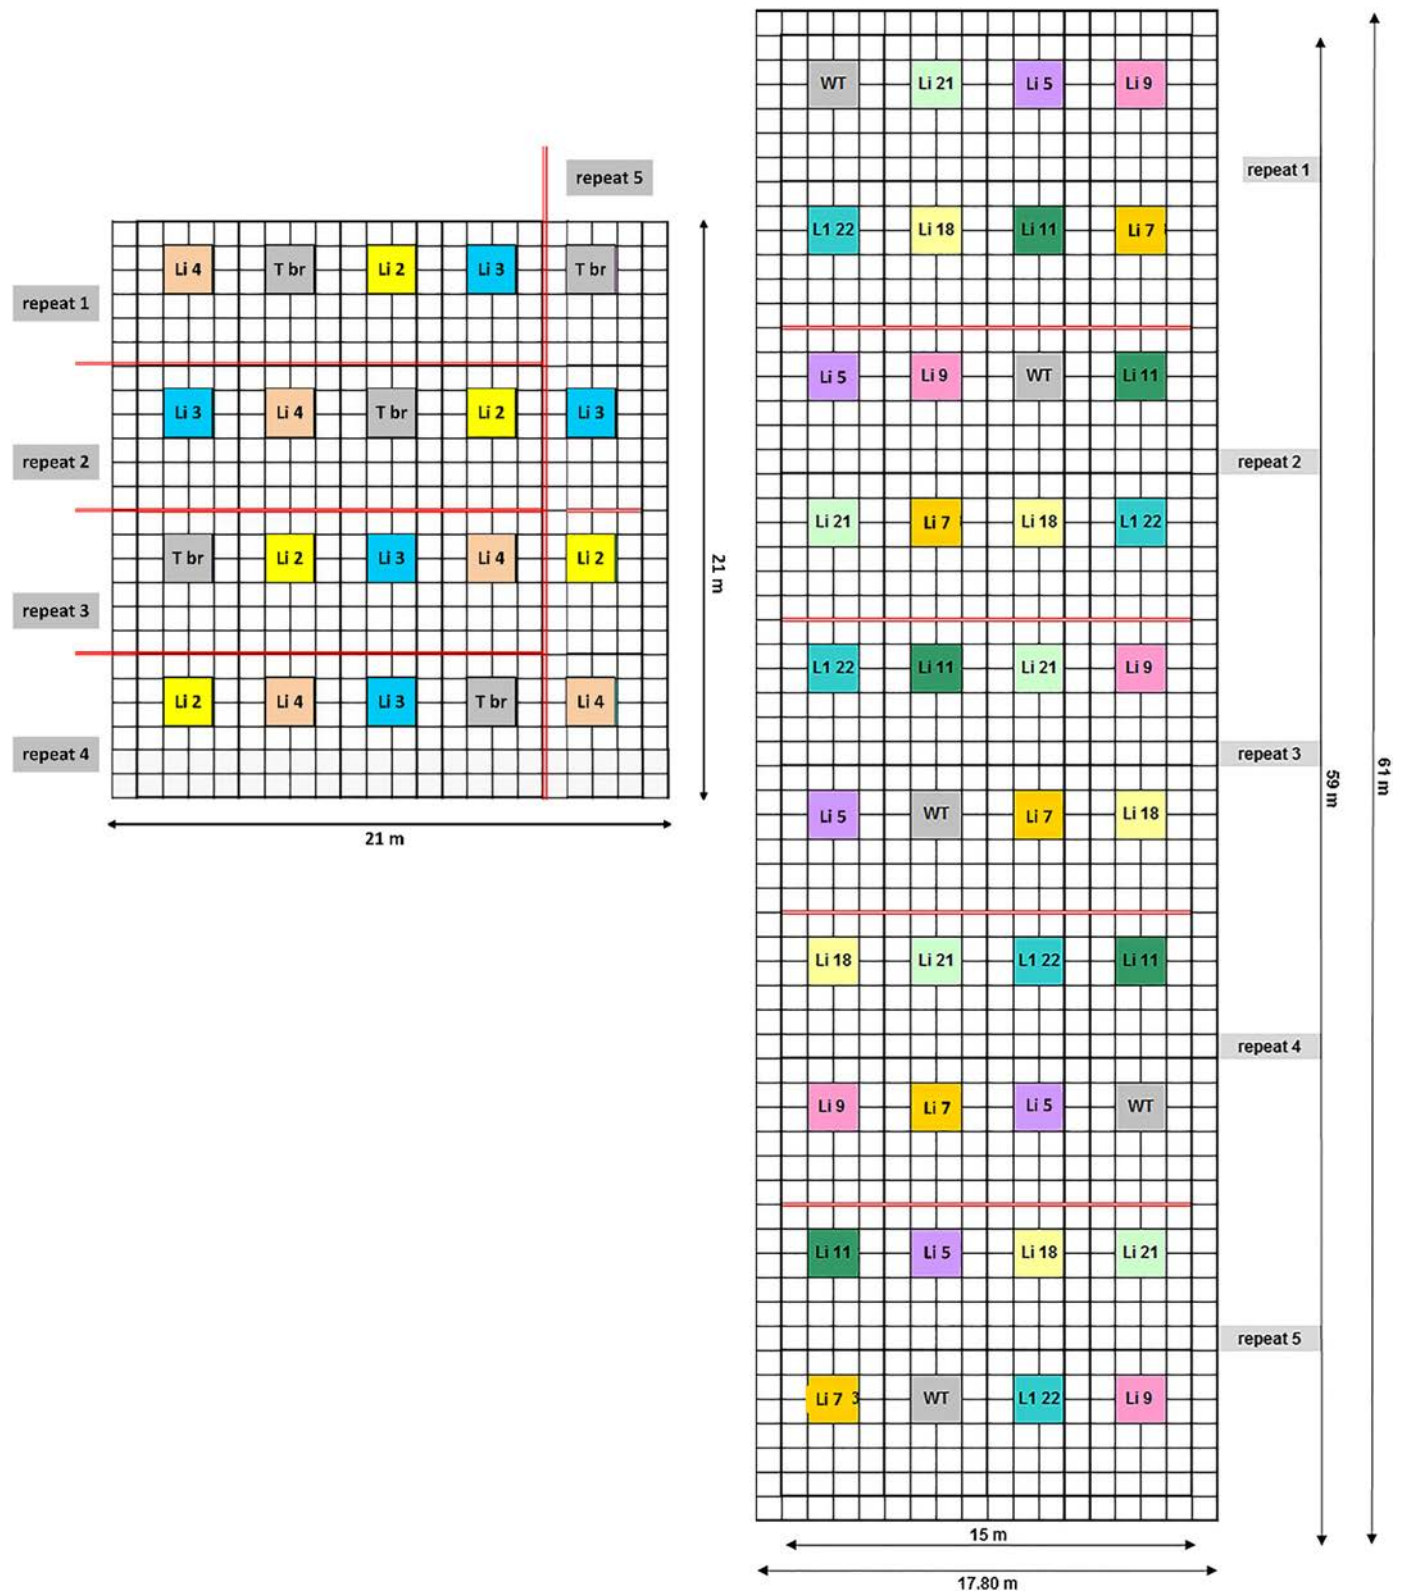 repeat 5
Li 4 T br Li 2 Li 3 T br
repeat 1
Li 3 Li 4 T br Li 2 Li 3
repeat 2
T br Li 2 Li 3 Li 4 Li 2
repeat 3
Li 2 Li 4 Li 3 T br Li 4
repeat 4
21 m
21 m
WT Li 21 Li 5 Li 9
repeat 1
L1 22 Li 18 Li 11 Li 7
Li 5 Li 9 WT Li 11
repeat 2
Li 21 Li 7 Li 18 L1 22
L1 22 Li 11 Li 21 Li 9
repeat 3
Li 5 WT Li 7 Li 18
Li 18 Li 21 L1 22 Li 11
repeat 4
Li 9 Li 7 Li 5 WT
Li 11 Li 5 Li 18 Li 21
repeat 5
Li 7 3 WT L1 22 Li 9
59 m
61 m
15 m
17.80 m